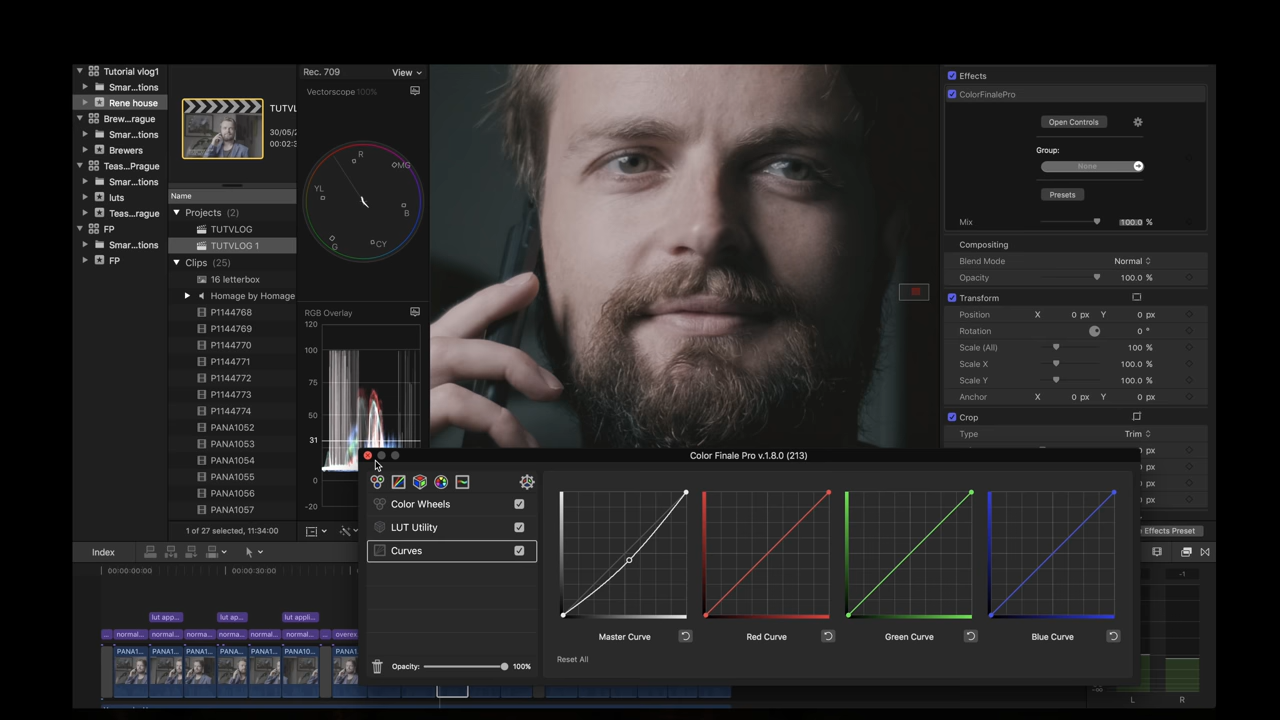 Tutorial vlog1
Smar...tions
Rene house
Brew...rague
Smar...tions
Brewers
Teas...Prague
Smar...tions
luts
Teas...rague
FP
Smar...tions
FP
TUTVL
30/05/2
00:02:3
Name
Projects (2)
TUTVLOG
TUTVLOG 1
Clips (25)
16 letterbox
Homage by Homage
P1144768
P1144769
P1144770
P1144771
P1144772
P1144773
P1144774
PANA1052
PANA1053
PANA1054
PANA1055
PANA1056
PANA1057
1 of 27 selected, 11:34:00
Rec. 709
View
Vectorscope 100%
R
MG
YL
B
G
CY
RGB Overlay
120
100
75
50
31
0
-20
Effects
ColorFinalePro
Open Controls
Group:
None
Presets
Mix 100.0 %
Compositing
Blend Mode Normal
Opacity 100.0 %
Transform
Position X 0 px Y 0 px
Rotation 0 °
Scale (All) 100 %
Scale X 100.0 %
Scale Y 100.0 %
Anchor X 0 px Y 0 px
Crop
Type Trim
%
%
%
Effects Preset
Color Finale Pro v.1.8.0 (213)
Color Wheels
LUT Utility
Curves
Opacity: 100%
Master Curve
Red Curve
Green Curve
Blue Curve
Reset All
Index
00:00:00:00
00:00:30:00
lut app...
lut ap...
lut appli...
... normal... normal... norma... normal... normal... ... overex
PANA1... PANA1... PANA1... PANA1... PANA10... PANA1...
-1
-∞
L
R